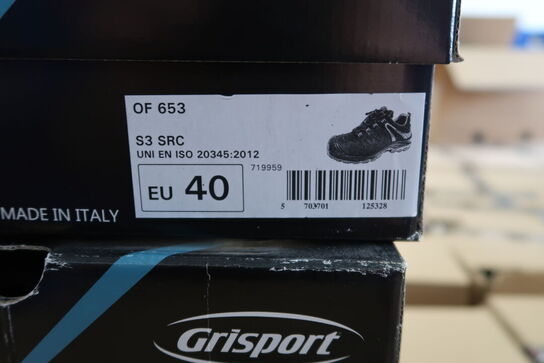 OF 653
S3 SRC
UNI EN ISO 20345:2012
719959
EU 40
5 703701 125328
MADE IN ITALY
Grisport